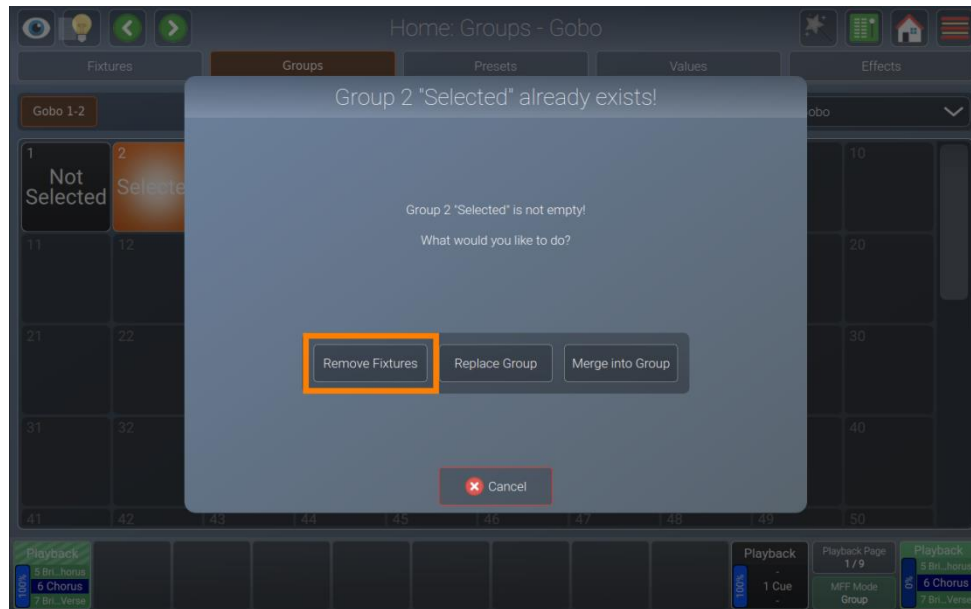 Home: Groups - Gobo
Fixtures
Groups
Presets
Values
Effects
Gobo 1-2
obo
Group 2 "Selected" already exists!
1
Not
Selected
2
Selecte
10
11
12
20
Group 2 "Selected" is not empty!
What would you like to do?
21
22
30
Remove Fixtures
Replace Group
Merge into Group
31
32
40
Cancel
41
42
43
44
45
46
47
48
49
50
Playback
5 Bri...horus
6 Chorus
7 Bri...Verse
100%
Playback
-
1 Cue
-
100%
Playback Page
1 / 9
MFF Mode
Group
Playback
5 Bri...horus
6 Chorus
7 Bri...Verse
0%